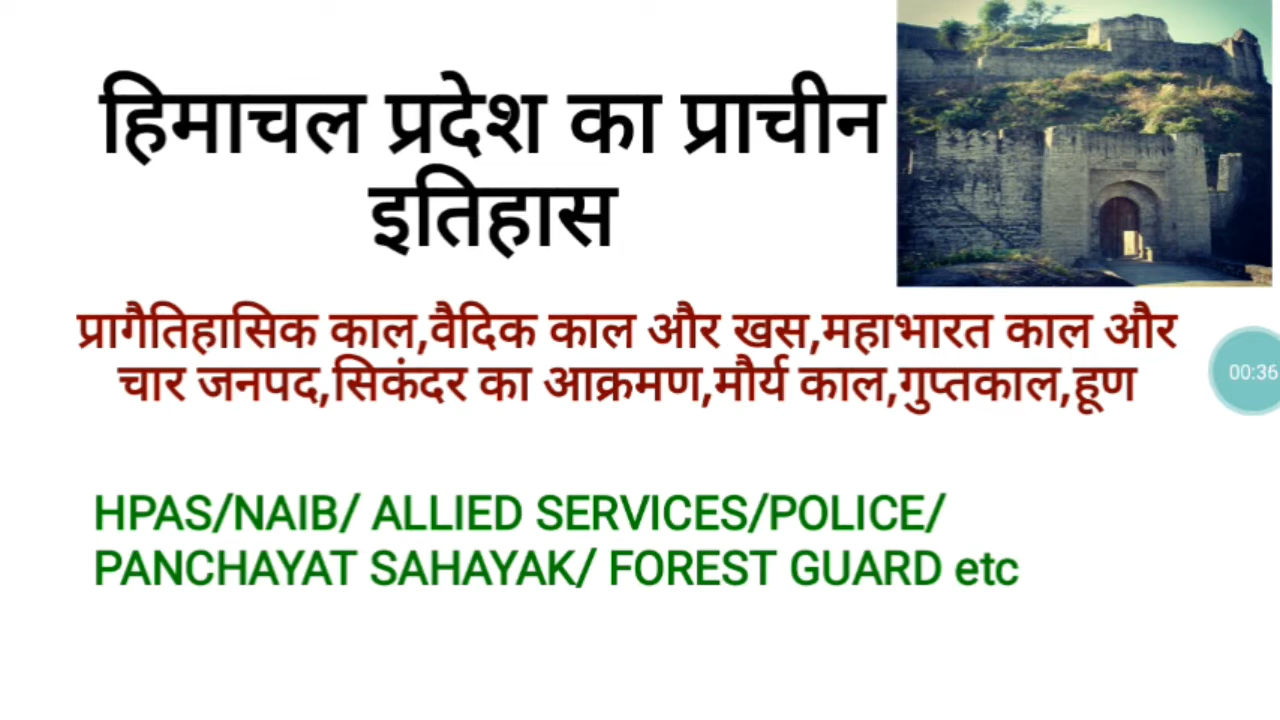 हिमाचल प्रदेश का प्राचीन
इतिहास
प्रागैतिहासिक काल,वैदिक काल और खस,महाभारत काल और
चार जनपद,सिकंदर का आक्रमण,मौर्य काल,गुप्तकाल,हूण
00:36
HPAS/NAIB/ ALLIED SERVICES/POLICE/
PANCHAYAT SAHAYAK/ FOREST GUARD etc